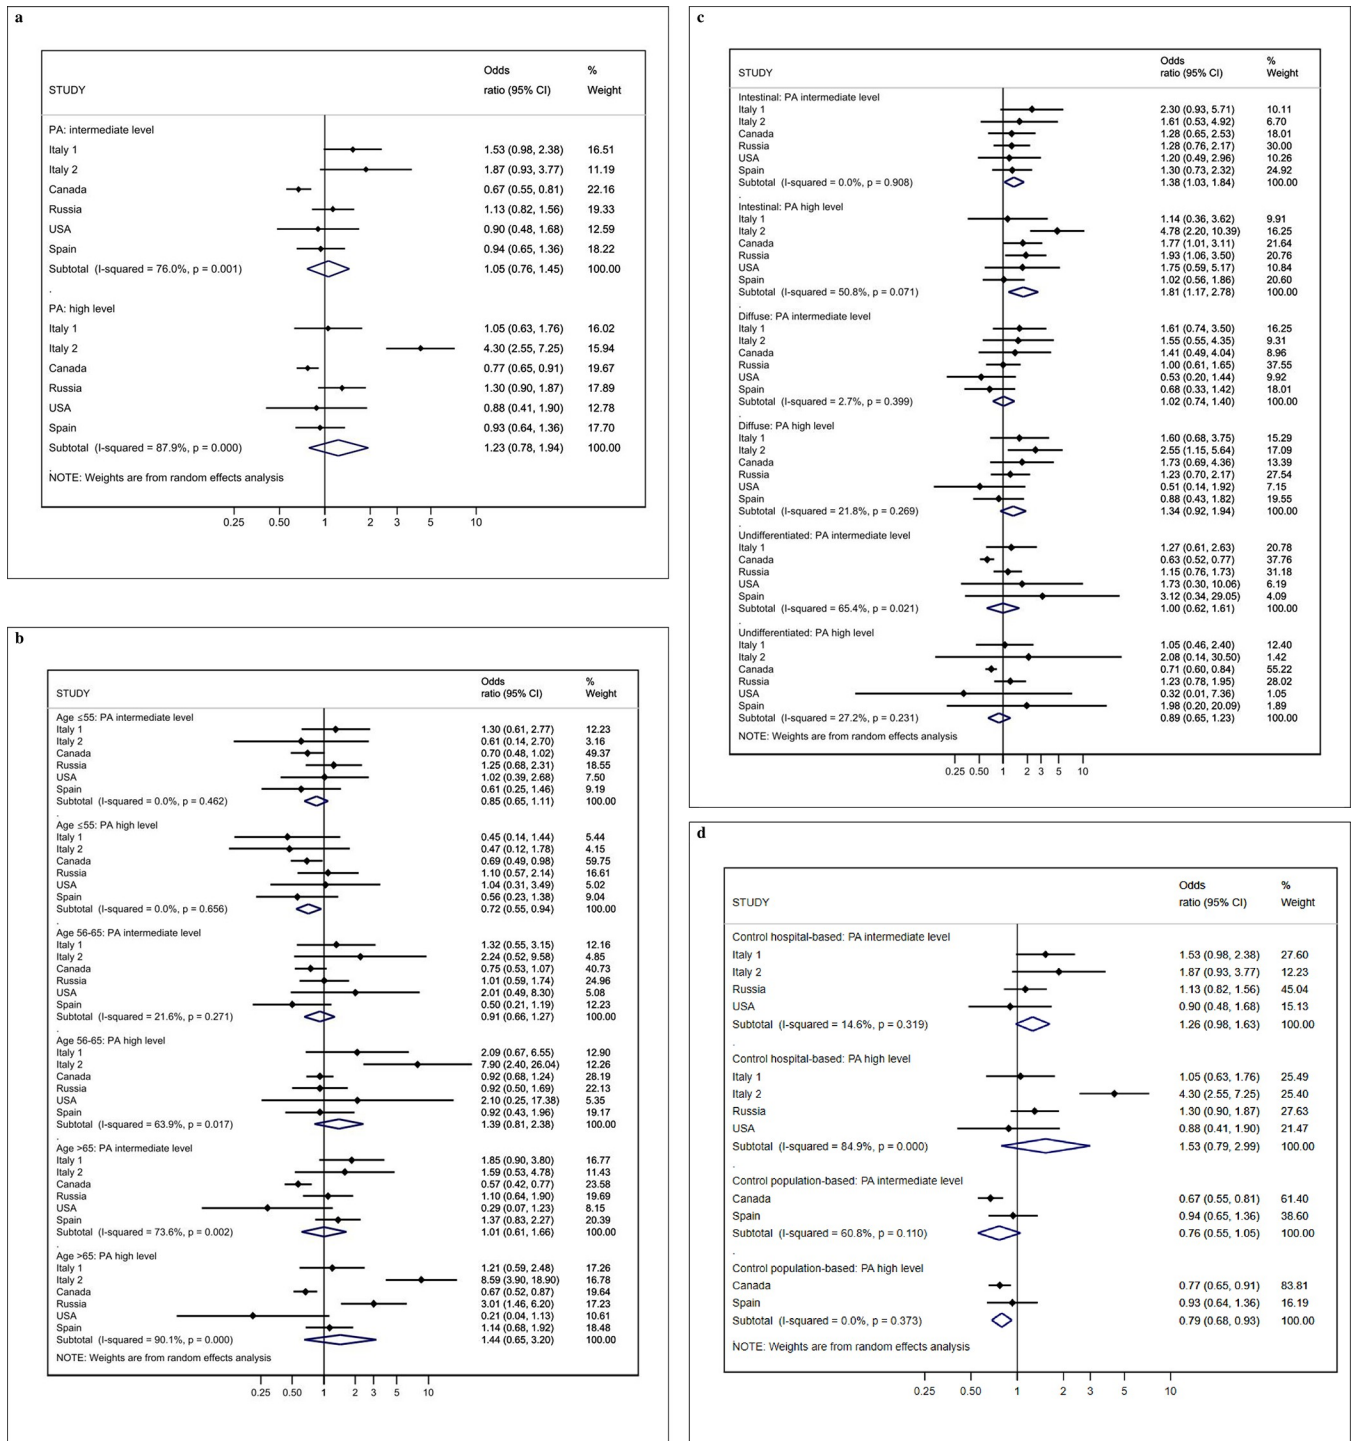 a
Odds %
STUDY ratio (95% CI) Weight
PA: intermediate level
Italy 1 1.53 (0.98, 2.38) 16.51
Italy 2 1.87 (0.93, 3.77) 11.19
Canada 0.67 (0.55, 0.81) 22.16
Russia 1.13 (0.82, 1.56) 19.33
USA 0.90 (0.48, 1.68) 12.59
Spain 0.94 (0.65, 1.36) 18.22
Subtotal (I-squared = 76.0%, p = 0.001) 1.05 (0.76, 1.45) 100.00
.
PA: high level
Italy 1 1.05 (0.63, 1.76) 16.02
Italy 2 4.30 (2.55, 7.25) 15.94
Canada 0.77 (0.65, 0.91) 19.67
Russia 1.30 (0.90, 1.87) 17.89
USA 0.88 (0.41, 1.90) 12.78
Spain 0.93 (0.64, 1.36) 17.70
Subtotal (I-squared = 87.9%, p = 0.000) 1.23 (0.78, 1.94) 100.00
.
NOTE: Weights are from random effects analysis
0.25 0.50 1 2 3 5 10
b
Odds %
STUDY ratio (95% CI) Weight
Age ≤55: PA intermediate level
Italy 1 1.30 (0.61, 2.77) 12.23
Italy 2 0.61 (0.14, 2.70) 3.16
Canada 0.70 (0.48, 1.02) 49.37
Russia 1.25 (0.68, 2.31) 18.55
USA 1.02 (0.39, 2.68) 7.50
Spain 0.61 (0.25, 1.46) 9.19
Subtotal (I-squared = 0.0%, p = 0.462) 0.85 (0.65, 1.11) 100.00
.
Age ≤55: PA high level
Italy 1 0.45 (0.14, 1.44) 5.44
Italy 2 0.47 (0.12, 1.78) 4.15
Canada 0.69 (0.49, 0.98) 59.75
Russia 1.10 (0.57, 2.14) 16.61
USA 1.04 (0.31, 3.49) 5.02
Spain 0.56 (0.23, 1.38) 9.04
Subtotal (I-squared = 0.0%, p = 0.656) 0.72 (0.55, 0.94) 100.00
.
Age 56-65: PA intermediate level
Italy 1 1.32 (0.55, 3.15) 12.16
Italy 2 2.24 (0.52, 9.58) 4.85
Canada 0.75 (0.53, 1.07) 40.73
Russia 1.01 (0.59, 1.74) 24.96
USA 2.01 (0.49, 8.30) 5.08
Spain 0.50 (0.21, 1.19) 12.23
Subtotal (I-squared = 21.6%, p = 0.271) 0.91 (0.66, 1.27) 100.00
.
Age 56-65: PA high level
Italy 1 2.09 (0.67, 6.55) 12.90
Italy 2 7.90 (2.40, 26.04) 12.26
Canada 0.92 (0.68, 1.24) 28.19
Russia 0.92 (0.50, 1.69) 22.13
USA 2.10 (0.25, 17.38) 5.35
Spain 0.92 (0.43, 1.96) 19.17
Subtotal (I-squared = 63.9%, p = 0.017) 1.39 (0.81, 2.38) 100.00
.
Age >65: PA intermediate level
Italy 1 1.85 (0.90, 3.80) 16.77
Italy 2 1.59 (0.53, 4.78) 11.43
Canada 0.57 (0.42, 0.77) 23.58
Russia 1.10 (0.64, 1.90) 19.69
USA 0.29 (0.07, 1.23) 8.15
Spain 1.37 (0.83, 2.27) 20.39
Subtotal (I-squared = 73.6%, p = 0.002) 1.01 (0.61, 1.66) 100.00
.
Age >65: PA high level
Italy 1 1.21 (0.59, 2.48) 17.26
Italy 2 8.59 (3.90, 18.90) 16.78
Canada 0.67 (0.52, 0.87) 19.64
Russia 3.01 (1.46, 6.20) 17.23
USA 0.21 (0.04, 1.13) 10.61
Spain 1.14 (0.68, 1.92) 18.48
Subtotal (I-squared = 90.1%, p = 0.000) 1.44 (0.65, 3.20) 100.00
NOTE: Weights are from random effects analysis
0.25 0.50 1 2 3 5 10
c
Odds %
STUDY ratio (95% CI) Weight
Intestinal: PA intermediate level
Italy 1 2.30 (0.93, 5.71) 10.11
Italy 2 1.61 (0.53, 4.92) 6.70
Canada 1.28 (0.65, 2.53) 18.01
Russia 1.28 (0.76, 2.17) 30.00
USA 1.20 (0.49, 2.96) 10.26
Spain 1.30 (0.73, 2.32) 24.92
Subtotal (I-squared = 0.0%, p = 0.908) 1.38 (1.03, 1.84) 100.00
.
Intestinal: PA high level
Italy 1 1.14 (0.36, 3.62) 9.91
Italy 2 4.78 (2.20, 10.39) 16.25
Canada 1.77 (1.01, 3.11) 21.64
Russia 1.93 (1.06, 3.50) 20.76
USA 1.75 (0.59, 5.17) 10.84
Spain 1.02 (0.56, 1.86) 20.60
Subtotal (I-squared = 50.8%, p = 0.071) 1.81 (1.17, 2.78) 100.00
.
Diffuse: PA intermediate level
Italy 1 1.61 (0.74, 3.50) 16.25
Italy 2 1.55 (0.55, 4.35) 9.31
Canada 1.41 (0.49, 4.04) 8.96
Russia 1.00 (0.61, 1.65) 37.55
USA 0.53 (0.20, 1.44) 9.92
Spain 0.68 (0.33, 1.42) 18.01
Subtotal (I-squared = 2.7%, p = 0.399) 1.02 (0.74, 1.40) 100.00
.
Diffuse: PA high level
Italy 1 1.60 (0.68, 3.75) 15.29
Italy 2 2.55 (1.15, 5.64) 17.09
Canada 1.73 (0.69, 4.36) 13.39
Russia 1.23 (0.70, 2.17) 27.54
USA 0.51 (0.14, 1.92) 7.15
Spain 0.88 (0.43, 1.82) 19.55
Subtotal (I-squared = 21.8%, p = 0.269) 1.34 (0.92, 1.94) 100.00
.
Undifferentiated: PA intermediate level
Italy 1 1.27 (0.61, 2.63) 20.78
Canada 0.63 (0.52, 0.77) 37.76
Russia 1.15 (0.76, 1.73) 31.18
USA 1.73 (0.30, 10.06) 6.19
Spain 3.12 (0.34, 29.05) 4.09
Subtotal (I-squared = 65.4%, p = 0.021) 1.00 (0.62, 1.61) 100.00
.
Undifferentiated: PA high level
Italy 1 1.05 (0.46, 2.40) 12.40
Italy 2 2.08 (0.14, 30.50) 1.42
Canada 0.71 (0.60, 0.84) 55.22
Russia 1.23 (0.78, 1.95) 28.02
USA 0.32 (0.01, 7.36) 1.05
Spain 1.98 (0.20, 20.09) 1.89
Subtotal (I-squared = 27.2%, p = 0.231) 0.89 (0.65, 1.23) 100.00
NOTE: Weights are from random effects analysis
0.25 0.50 1 2 3 5 10
d
Odds %
STUDY ratio (95% CI) Weight
Control hospital-based: PA intermediate level
Italy 1 1.53 (0.98, 2.38) 27.60
Italy 2 1.87 (0.93, 3.77) 12.23
Russia 1.13 (0.82, 1.56) 45.04
USA 0.90 (0.48, 1.68) 15.13
Subtotal (I-squared = 14.6%, p = 0.319) 1.26 (0.98, 1.63) 100.00
.
Control hospital-based: PA high level
Italy 1 1.05 (0.63, 1.76) 25.49
Italy 2 4.30 (2.55, 7.25) 25.40
Russia 1.30 (0.90, 1.87) 27.63
USA 0.88 (0.41, 1.90) 21.47
Subtotal (I-squared = 84.9%, p = 0.000) 1.53 (0.79, 2.99) 100.00
.
Control population-based: PA intermediate level
Canada 0.67 (0.55, 0.81) 61.40
Spain 0.94 (0.65, 1.36) 38.60
Subtotal (I-squared = 60.8%, p = 0.110) 0.76 (0.55, 1.05) 100.00
.
Control population-based: PA high level
Canada 0.77 (0.65, 0.91) 83.81
Spain 0.93 (0.64, 1.36) 16.19
Subtotal (I-squared = 0.0%, p = 0.373) 0.79 (0.68, 0.93) 100.00
NOTE: Weights are from random effects analysis
0.25 0.50 1 2 3 5 10